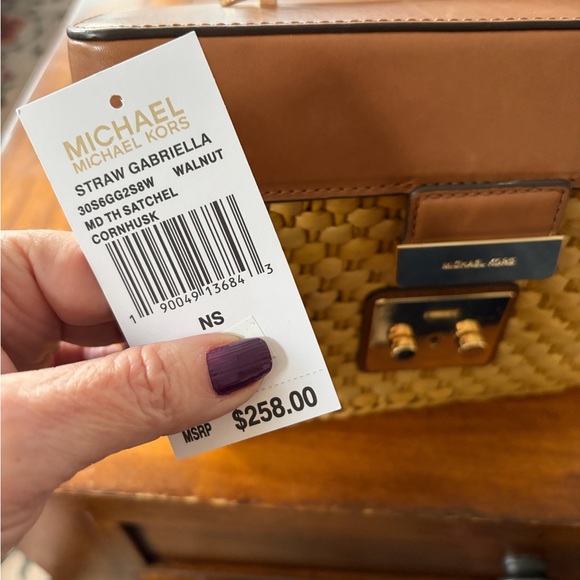 MICHAEL
MICHAEL KORS
STRAW GABRIELLA
30S6GG2S8W WALNUT
MD TH SATCHEL
CORNHUSK
1 90049 13684 3
NS
MSRP $258.00
MICHAEL KORS